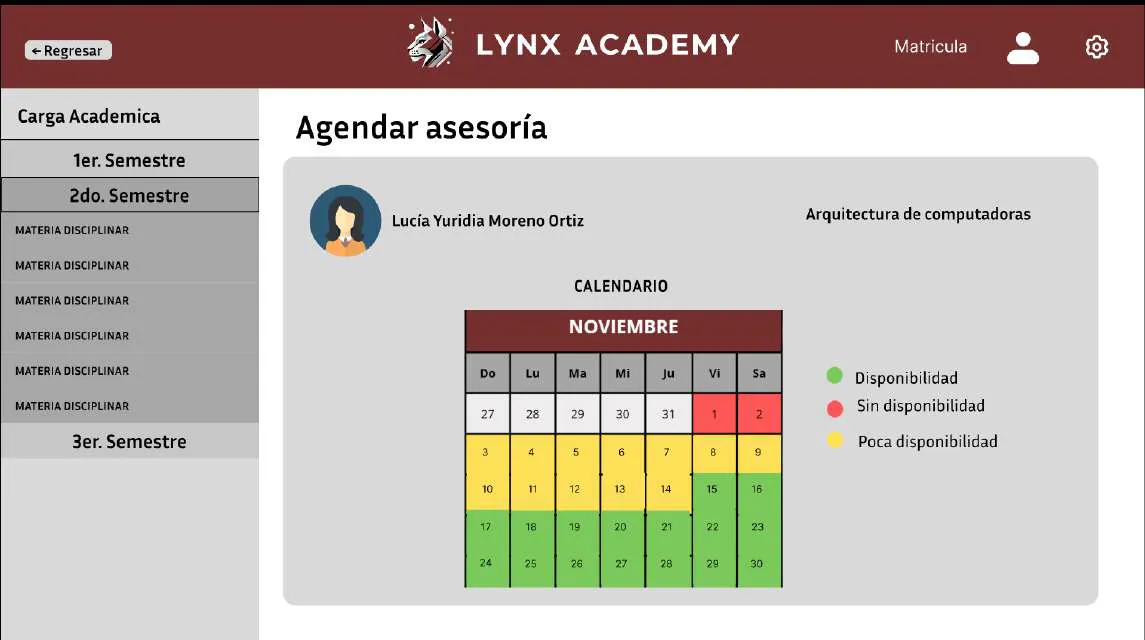 ←Regresar
LYNX ACADEMY
Matricula
Carga Academica
1er. Semestre
2do. Semestre
MATERIA DISCIPLINAR
MATERIA DISCIPLINAR
MATERIA DISCIPLINAR
MATERIA DISCIPLINAR
MATERIA DISCIPLINAR
MATERIA DISCIPLINAR
3er. Semestre
Agendar asesoría
Lucía Yuridia Moreno Ortiz
Arquitectura de computadoras
CALENDARIO
NOVIEMBRE
Do Lu Ma Mi Ju Vi Sa
27 28 29 30 31 1 2
3 4 5 6 7 8 9
10 11 12 13 14 15 16
17 18 19 20 21 22 23
24 25 26 27 28 29 30
Disponibilidad
Sin disponibilidad
Poca disponibilidad